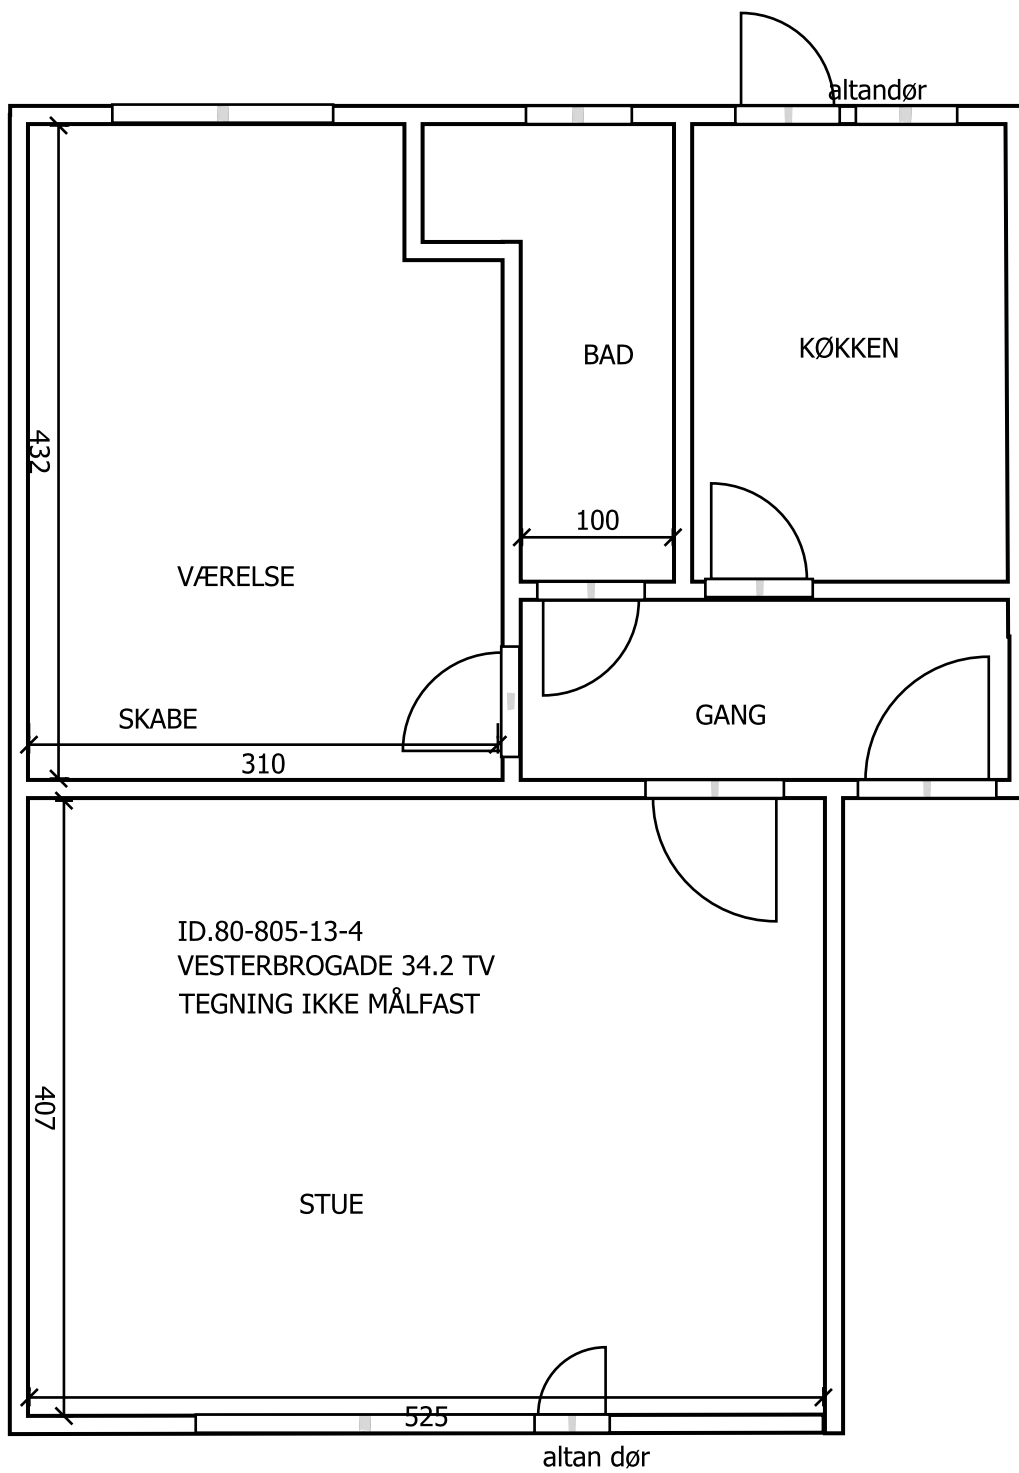 altandør
KØKKEN
BAD
432
100
VÆRELSE
GANG
SKABE
310
ID.80-805-13-4
VESTERBROGADE 34.2 TV
TEGNING IKKE MÅLFAST
407
STUE
525
altan dør